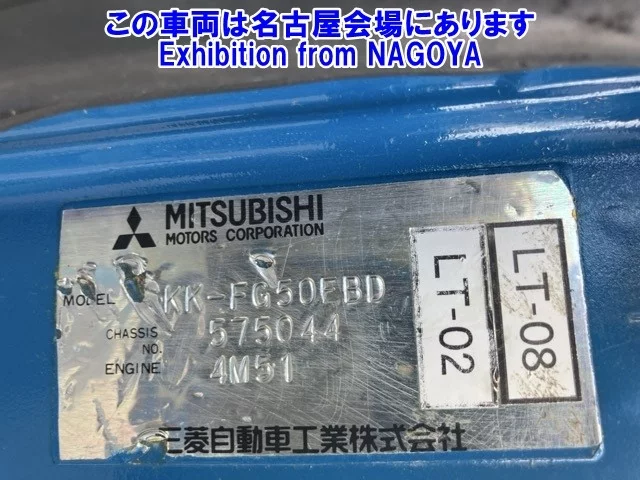 この車両は名古屋会場にあります
Exhibition from NAGOYA
MITSUBISHI
MOTORS CORPORATION
MODEL KK-FG50EBD
CHASSIS NO. 575044
ENGINE 4M51
三菱自動車工業株式会社
LT-02
LT-08